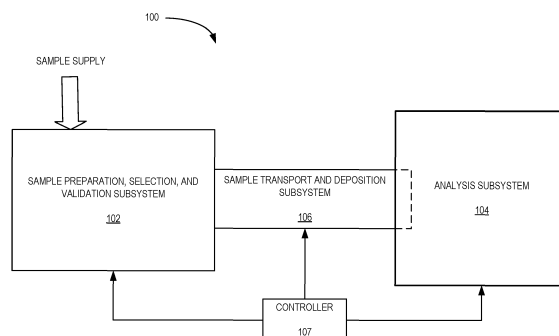 100
SAMPLE SUPPLY
SAMPLE PREPARATION, SELECTION, AND
VALIDATION SUBSYSTEM
102
SAMPLE TRANSPORT AND DEPOSITION
SUBSYSTEM
106
ANALYSIS SUBSYSTEM
104
CONTROLLER
107